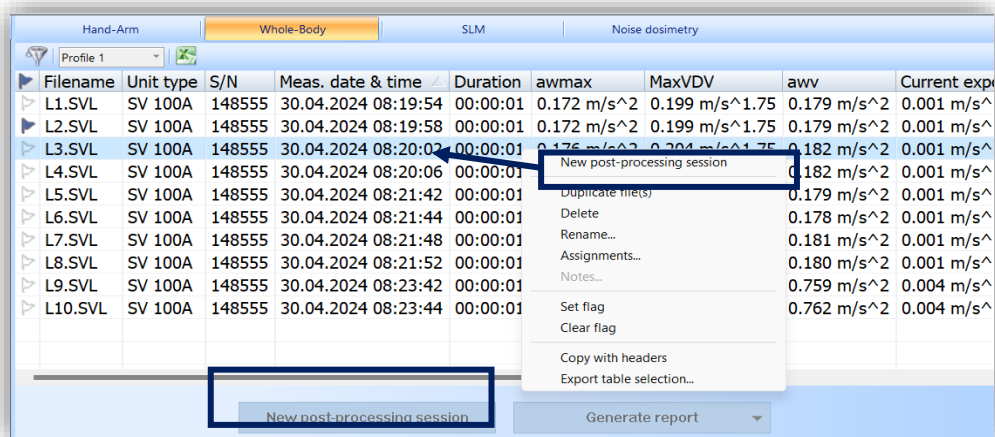 Hand-Arm Whole-Body SLM Noise dosimetry
Profile 1
Filename Unit type S/N Meas. date & time Duration awmax MaxVDV awv Current expo
L1.SVL SV 100A 148555 30.04.2024 08:19:54 00:00:01 0.172 m/s^2 0.199 m/s^1.75 0.179 m/s^2 0.001 m/s^
L2.SVL SV 100A 148555 30.04.2024 08:19:58 00:00:01 0.172 m/s^2 0.199 m/s^1.75 0.179 m/s^2 0.001 m/s^
L3.SVL SV 100A 148555 30.04.2024 08:20:02 00:00:01 0.176 m/s^2 0.204 m/s^1.75 0.182 m/s^2 0.001 m/s^
L4.SVL SV 100A 148555 30.04.2024 08:20:06 00:00:01 0.182 m/s^2 0.001 m/s^
L5.SVL SV 100A 148555 30.04.2024 08:21:42 00:00:01 0.179 m/s^2 0.001 m/s^
L6.SVL SV 100A 148555 30.04.2024 08:21:44 00:00:01 0.178 m/s^2 0.001 m/s^
L7.SVL SV 100A 148555 30.04.2024 08:21:48 00:00:01 0.181 m/s^2 0.001 m/s^
L8.SVL SV 100A 148555 30.04.2024 08:21:52 00:00:01 0.180 m/s^2 0.001 m/s^
L9.SVL SV 100A 148555 30.04.2024 08:23:42 00:00:01 0.759 m/s^2 0.004 m/s^
L10.SVL SV 100A 148555 30.04.2024 08:23:44 00:00:01 0.762 m/s^2 0.004 m/s^
New post-processing session
Duplicate file(s)
Delete
Rename...
Assignments...
Notes...
Set flag
Clear flag
Copy with headers
Export table selection...
New post-processing session Generate report